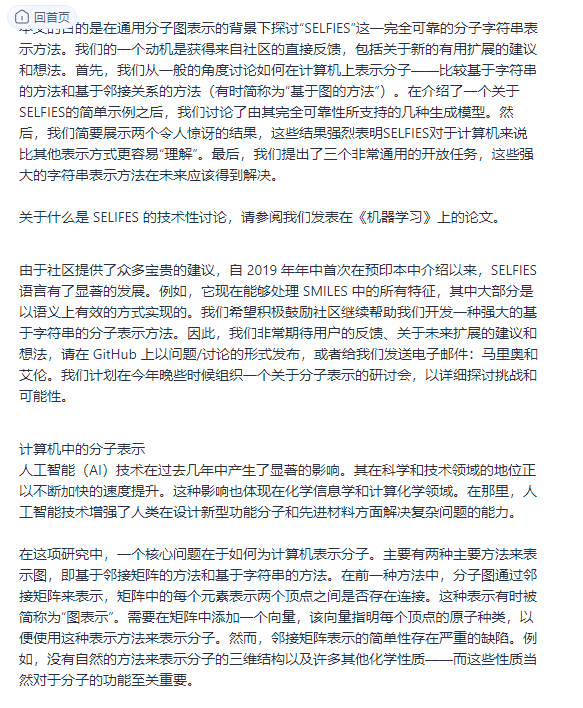 回首页
本文的目的是在通用分子图表示的背景下探讨“SELFIES”这一完全可靠的分子字符串表
示方法。我们的一个动机是获得来自社区的直接反馈，包括关于新的有用扩展的建议
和想法。首先，我们从一般的角度讨论如何在计算机上表示分子——比较基于字符串
的方法和基于邻接关系的方法（有时简称为“基于图的方法”）。在介绍了一个关于
SELFIES的简单示例之后，我们讨论了由其完全可靠性所支持的几种生成模型。然
后，我们简要展示两个令人惊讶的结果，这些结果强烈表明SELFIES对于计算机来说
比其他表示方式更容易“理解”。最后，我们提出了三个非常通用的开放任务，这些强
大的字符串表示方法在未来应该得到解决。
关于什么是 SELIFES 的技术性讨论，请参阅我们发表在《机器学习》上的论文。
由于社区提供了众多宝贵的建议，自 2019 年年中首次在预印本中介绍以来，SELFIES
语言有了显著的发展。例如，它现在能够处理 SMILES 中的所有特征，其中大部分是
以语义上有效的方式实现的。我们希望积极鼓励社区继续帮助我们开发一种强大的基
于字符串的分子表示方法。因此，我们非常期待用户的反馈、关于未来扩展的建议和
想法，请在 GitHub 上以问题/讨论的形式发布，或者给我们发送电子邮件：马里奥和
艾伦。我们计划在今年晚些时候组织一个关于分子表示的研讨会，以详细探讨挑战和
可能性。
计算机中的分子表示
人工智能（AI）技术在过去几年中产生了显著的影响。其在科学和技术领域的地位正
以不断加快的速度提升。这种影响也体现在化学信息学和计算化学领域。在那里，人
工智能技术增强了人类在设计新型功能分子和先进材料方面解决复杂问题的能力。
在这项研究中，一个核心问题在于如何为计算机表示分子。主要有两种主要方法来表
示图，即基于邻接矩阵的方法和基于字符串的方法。在前一种方法中，分子图通过邻
接矩阵来表示，矩阵中的每个元素表示两个顶点之间是否存在连接。这种表示有时被
简称为“图表示”。需要在矩阵中添加一个向量，该向量指明每个顶点的原子种类，以
便使用这种表示方法来表示分子。然而，邻接矩阵表示的简单性存在严重的缺陷。例
如，没有自然的方法来表示分子的三维结构以及许多其他化学性质——而这些性质当
然对于分子的功能至关重要。